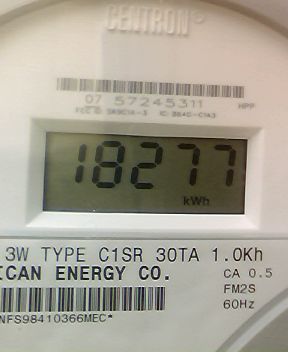 CENTRON®
07 57245311 HPP
18277
kWh
3W TYPE C1SR 30TA 1.0Kh
ICAN ENERGY CO. CA 0.5
FM2S
60Hz
NFS98410366MEC*